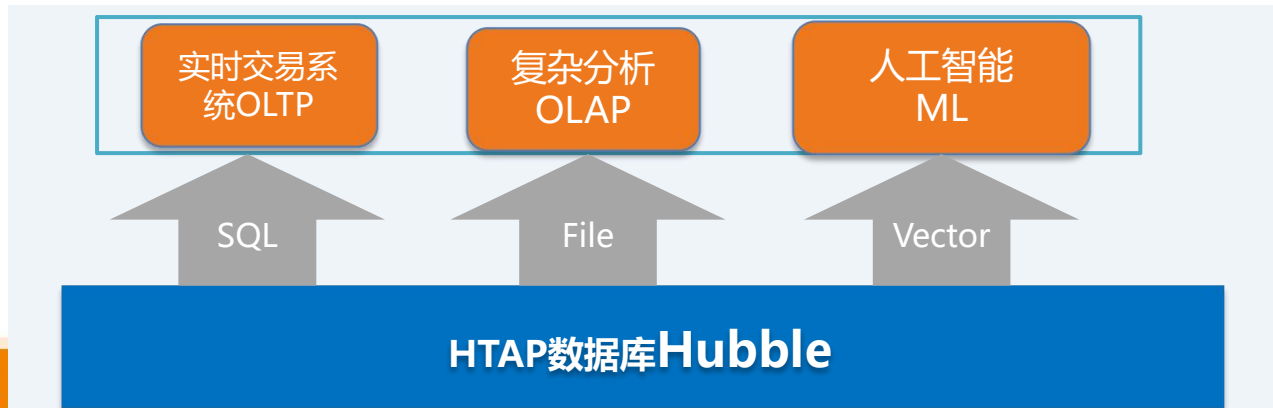 实时交易系
统OLTP
复杂分析
OLAP
人工智能
ML
SQL
File
Vector
HTAP数据库Hubble